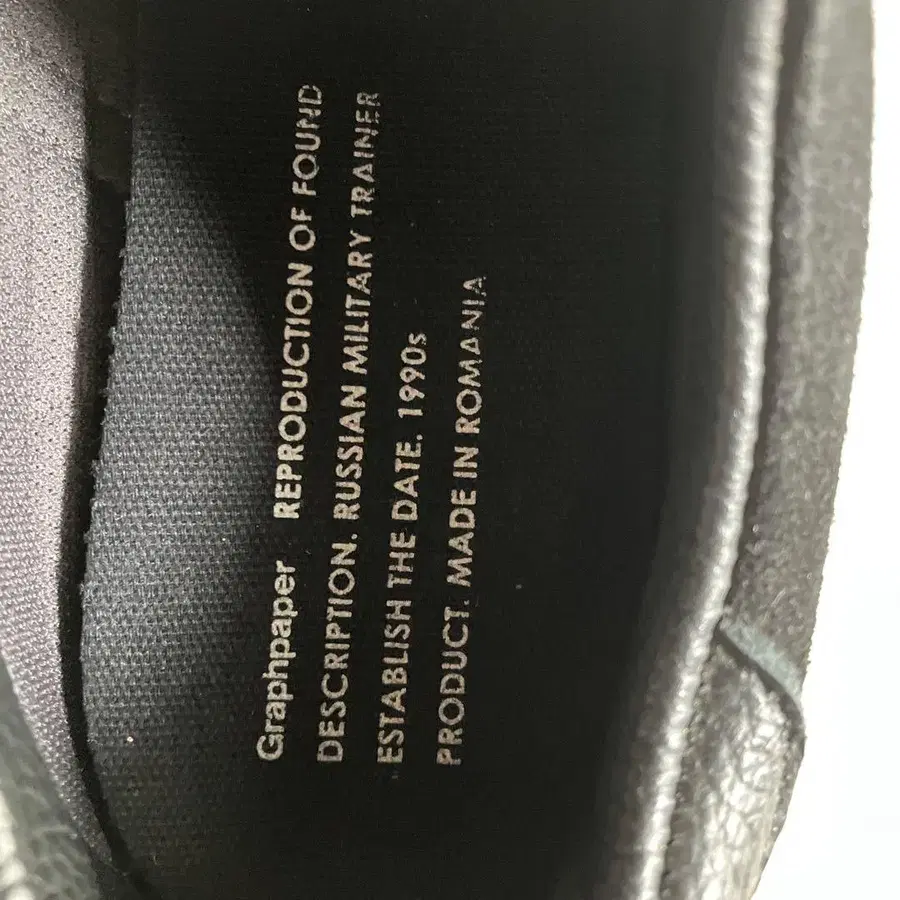 Graphpaper REPRODUCTION OF FOUND
DESCRIPTION. RUSSIAN MILITARY TRAINER
ESTABLISH THE DATE. 1990s
PRODUCT. MADE IN ROMANIA